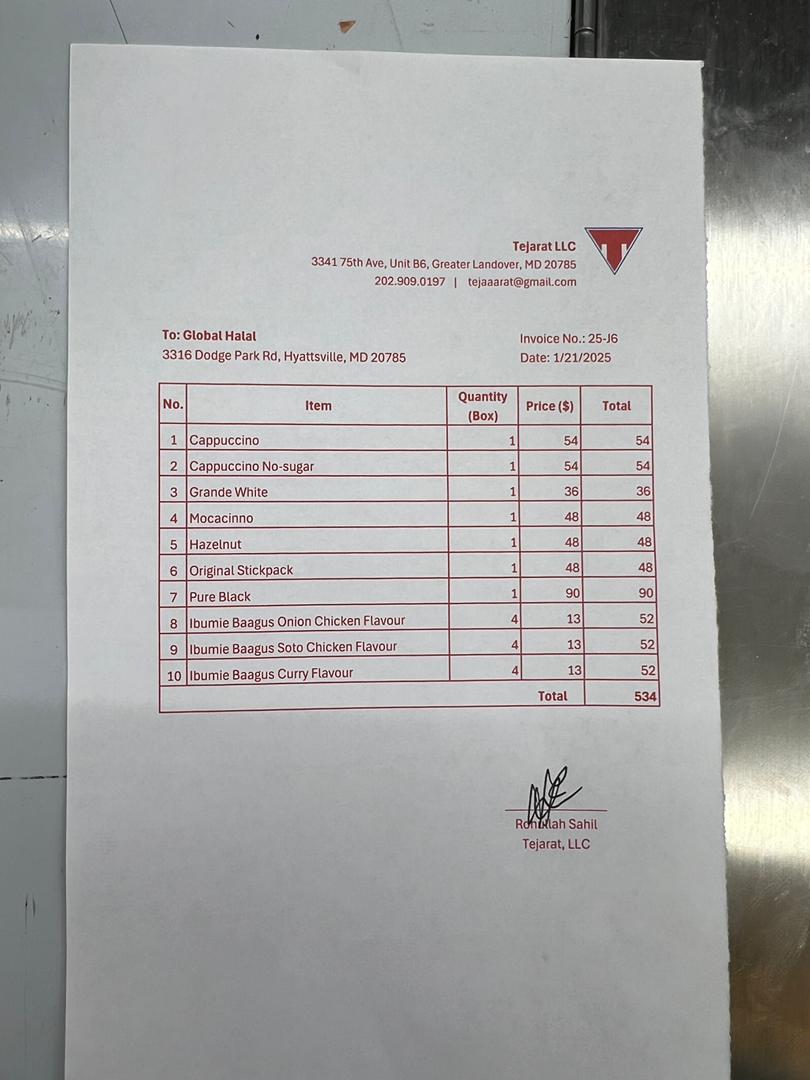 Tejarat LLC
3341 75th Ave, Unit B6, Greater Landover, MD 20785
202.909.0197 | tejaaarat@gmail.com
To: Global Halal
3316 Dodge Park Rd, Hyattsville, MD 20785
Invoice No.: 25-J6
Date: 1/21/2025
No. Item Quantity (Box) Price ($) Total
1 Cappuccino 1 54 54
2 Cappuccino No-sugar 1 54 54
3 Grande White 1 36 36
4 Mocacinno 1 48 48
5 Hazelnut 1 48 48
6 Original Stickpack 1 48 48
7 Pure Black 1 90 90
8 Ibumie Baagus Onion Chicken Flavour 4 13 52
9 Ibumie Baagus Soto Chicken Flavour 4 13 52
10 Ibumie Baagus Curry Flavour 4 13 52
Total 534
Sahil
Tejarat, LLC